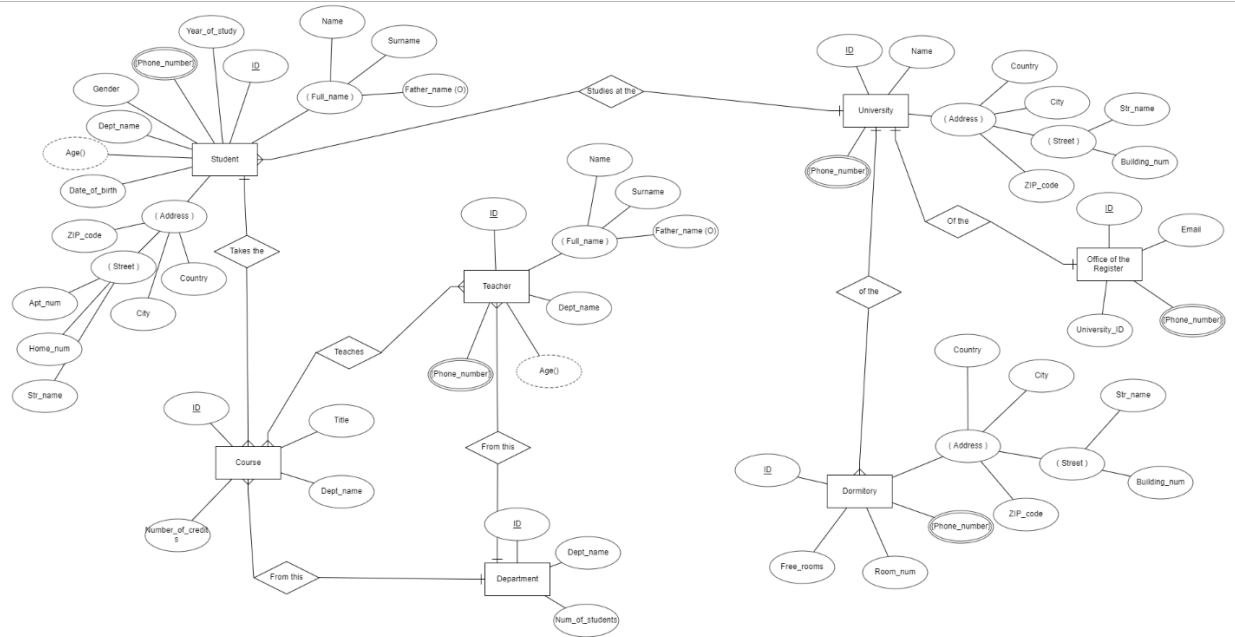 Name
Year_of_study
Surname
{Phone_number}
ID
Gender
( Full_name )
Father_name (O)
Dept_name
Age()
Student
Date_of_birth
( Address )
ZIP_code
( Street )
Country
Apt_num
City
Home_num
Str_name
Takes the
Studies at the
ID
Name
University
Country
City
( Address )
Str_name
( Street )
Building_num
ZIP_code
{Phone_number}
Of the
ID
Email
Office of the
Register
University_ID
{Phone_number}
of the
Name
Surname
ID
( Full_name )
Father_name (O)
Teacher
Dept_name
{Phone_number}
Age()
Teaches
From this
ID
Title
Course
Dept_name
Number_of_credit
s
From this
ID
Dept_name
Department
Num_of_students
Country
City
Str_name
( Address )
( Street )
Building_num
ID
Dormitory
ZIP_code
{Phone_number}
Free_rooms
Room_num